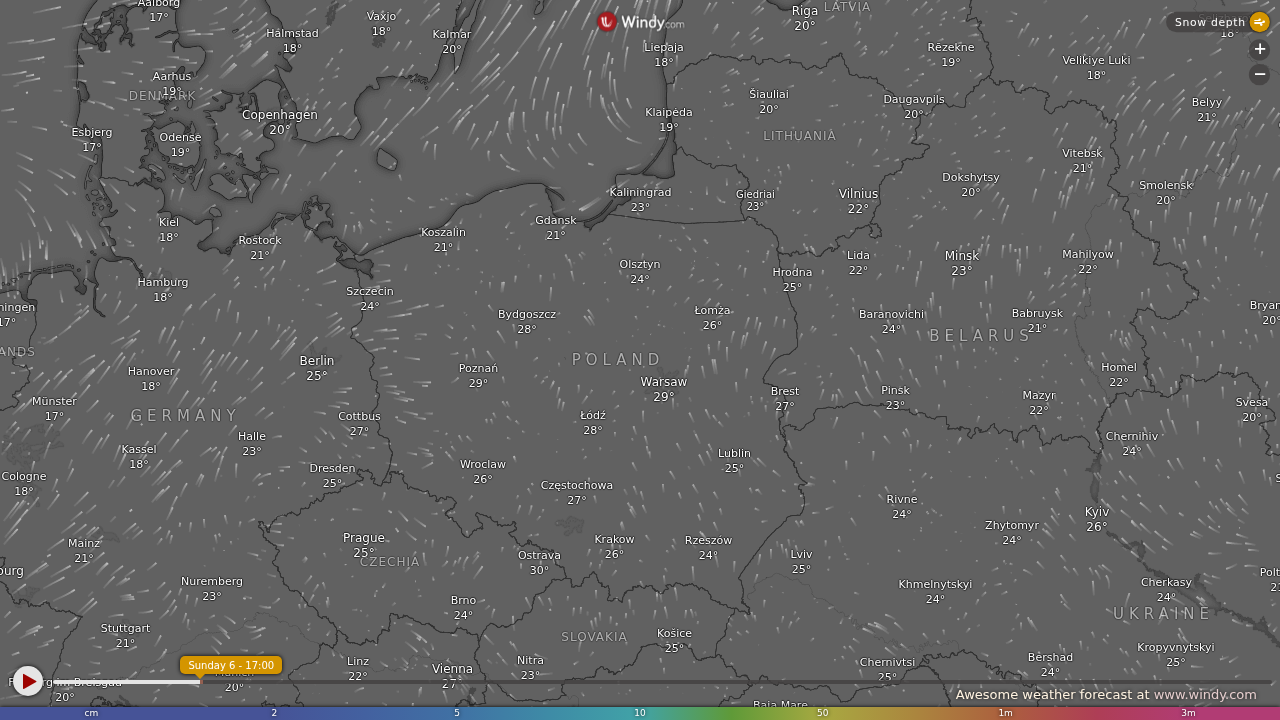 Aalborg
17°
Växjö
18°
Halmstad
18°
Kalmar
20°
Windy.com
Liepaja
18°
Riga
20°
LATVIA
Rēzekne
19°
Snow depth
18°
+
−
Velikiye Luki
18°
Aarhus
19°
DENMARK
Copenhagen
20°
Esbjerg
17°
Odense
19°
Klaipėda
19°
Šiauliai
20°
Daugavpils
20°
LITHUANIA
Belyy
21°
Vitebsk
21°
Kaliningrad
23°
Giedriai
23°
Vilnius
22°
Dokshytsy
20°
Smolensk
20°
Kiel
18°
Rostock
21°
Koszalin
21°
Gdansk
21°
Olsztyn
24°
Hrodna
25°
Lida
22°
Minsk
23°
Mahilyow
22°
Hamburg
18°
Szczecin
24°
Bydgoszcz
28°
Łomża
26°
Baranovichi
24°
Babruysk
21°
BELARUS
20°
17°
Berlin
25°
POLAND
Hanover
18°
Poznań
29°
Warsaw
29°
Brest
27°
Pinsk
23°
Homel
22°
Münster
17°
GERMANY
Cottbus
27°
Łódź
28°
Mazyr
22°
Svesa
20°
Kassel
18°
Halle
23°
Lublin
25°
Chernihiv
24°
Cologne
18°
Dresden
25°
Wroclaw
26°
Częstochowa
27°
Rivne
24°
Kyiv
26°
Zhytomyr
24°
Mainz
21°
Prague
25°
CZECHIA
Ostrava
30°
Krakow
26°
Rzeszów
24°
Lviv
25°
Nuremberg
23°
Brno
24°
Khmelnytskyi
24°
Cherkasy
24°
UKRAINE
Stuttgart
21°
SLOVAKIA
Košice
25°
Kropyvnytskyi
25°
Sunday 6 - 17:00
Linz
22°
Vienna
27°
Nitra
23°
Chernivtsi
25°
Bershad
24°
20°
20°
Baia Mare
Awesome weather forecast at www.windy.com
cm 2 5 10 50 1m 3m